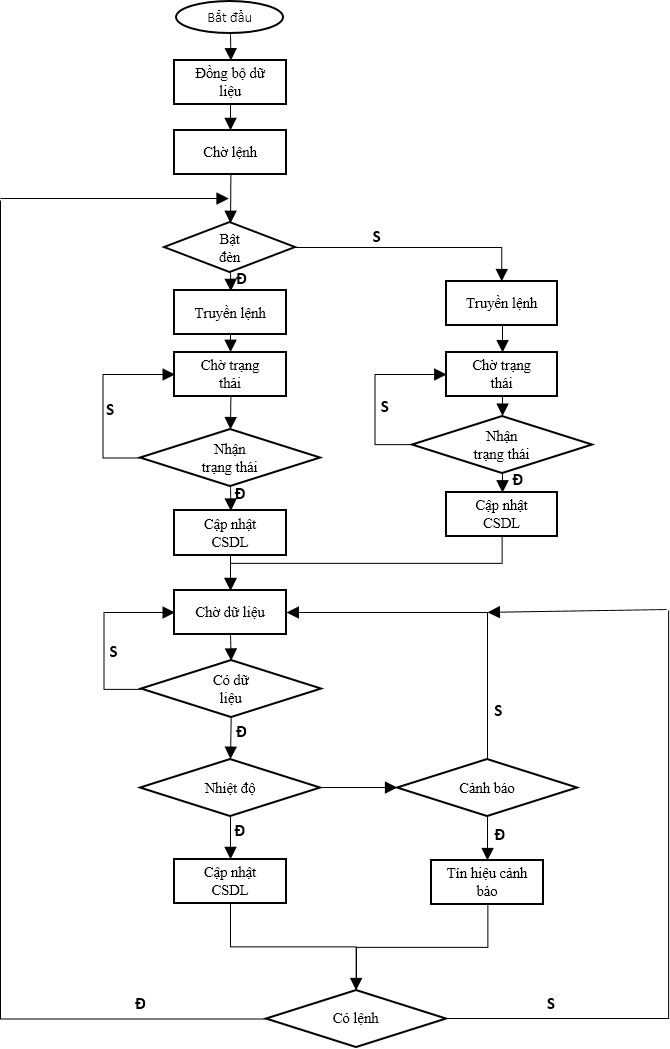 Bắt đầu
Đồng bộ dữ
liệu
Chờ lệnh
Bật
đèn
S
Đ
Truyền lệnh
Truyền lệnh
Chờ trạng
thái
Chờ trạng
thái
S
S
Nhận
trạng thái
Nhận
trạng thái
Đ
Đ
Cập nhật
CSDL
Cập nhật
CSDL
Chờ dữ liệu
S
Có dữ
liệu
Đ
S
Nhiệt độ
Cảnh báo
Đ
Đ
Cập nhật
CSDL
Tín hiệu cảnh
báo
Đ
Có lệnh
S